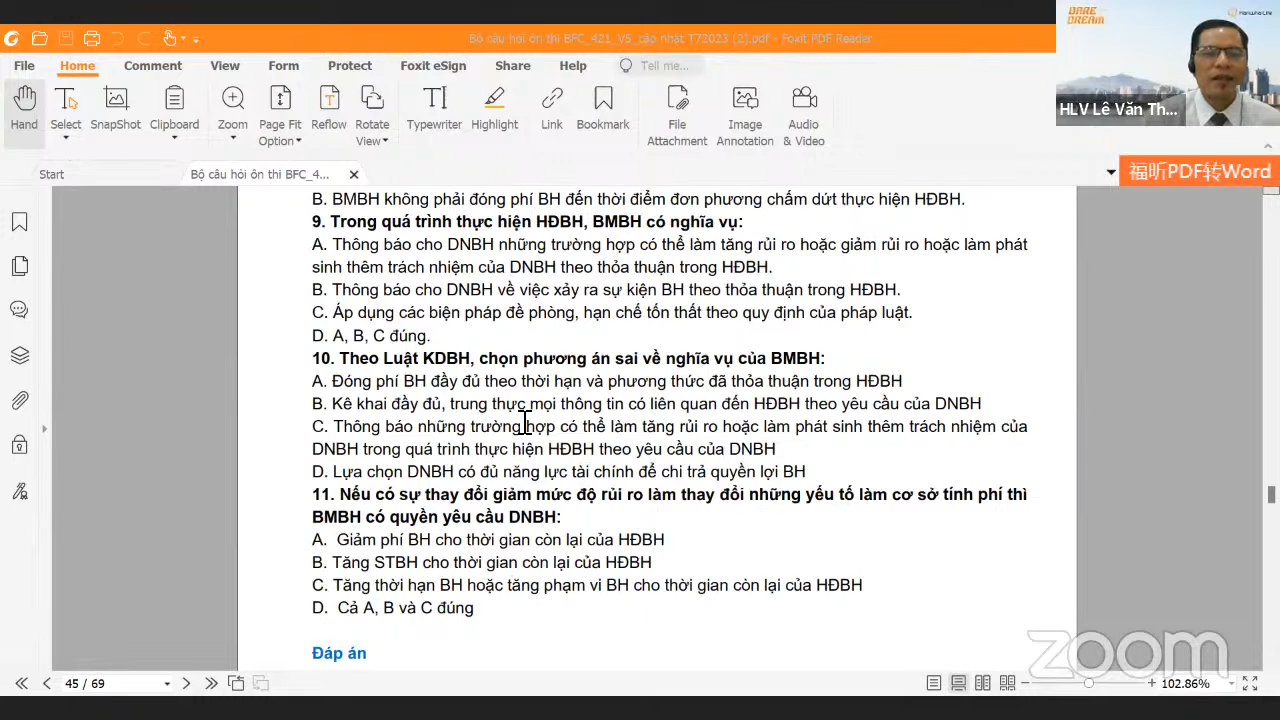 DARE
DREAM
Hanwha Life
Bô câu hỏi ôn thi BFC_421_V5_cập nhật T72023 (2).pdf - Foxit PDF Reader
File Home Comment View Form Protect Foxit eSign Share Help Tell me...
HLV Lê Văn Th...
Hand Select SnapShot Clipboard Zoom Page Fit Option Reflow Rotate View Typewriter Highlight Link Bookmark File Attachment Image Annotation Audio & Video
Start
Bộ câu hỏi ôn thi BFC_4...
福昕PDF转Word
B. BMBH không phải đóng phí BH đến thời điểm đơn phương chấm dứt thực hiện HĐBH.
9. Trong quá trình thực hiện HĐBH, BMBH có nghĩa vụ:
A. Thông báo cho DNBH những trường hợp có thể làm tăng rủi ro hoặc giảm rủi ro hoặc làm phát
sinh thêm trách nhiệm của DNBH theo thỏa thuận trong HĐBH.
B. Thông báo cho DNBH về việc xảy ra sự kiện BH theo thỏa thuận trong HĐBH.
C. Áp dụng các biện pháp đề phòng, hạn chế tổn thất theo quy định của pháp luật.
D. A, B, C đúng.
10. Theo Luật KDBH, chọn phương án sai về nghĩa vụ của BMBH:
A. Đóng phí BH đầy đủ theo thời hạn và phương thức đã thỏa thuận trong HĐBH
B. Kê khai đầy đủ, trung thực mọi thông tin có liên quan đến HĐBH theo yêu cầu của DNBH
C. Thông báo những trường hợp có thể làm tăng rủi ro hoặc làm phát sinh thêm trách nhiệm của
DNBH trong quá trình thực hiện HĐBH theo yêu cầu của DNBH
D. Lựa chọn DNBH có đủ năng lực tài chính để chi trả quyền lợi BH
11. Nếu có sự thay đổi giảm mức độ rủi ro làm thay đổi những yếu tố làm cơ sở tính phí thì
BMBH có quyền yêu cầu DNBH:
A. Giảm phí BH cho thời gian còn lại của HĐBH
B. Tăng STBH cho thời gian còn lại của HĐBH
C. Tăng thời hạn BH hoặc tăng phạm vi BH cho thời gian còn lại của HĐBH
D. Cả A, B và C đúng
Đáp án
zoom
45 / 69
102.86%